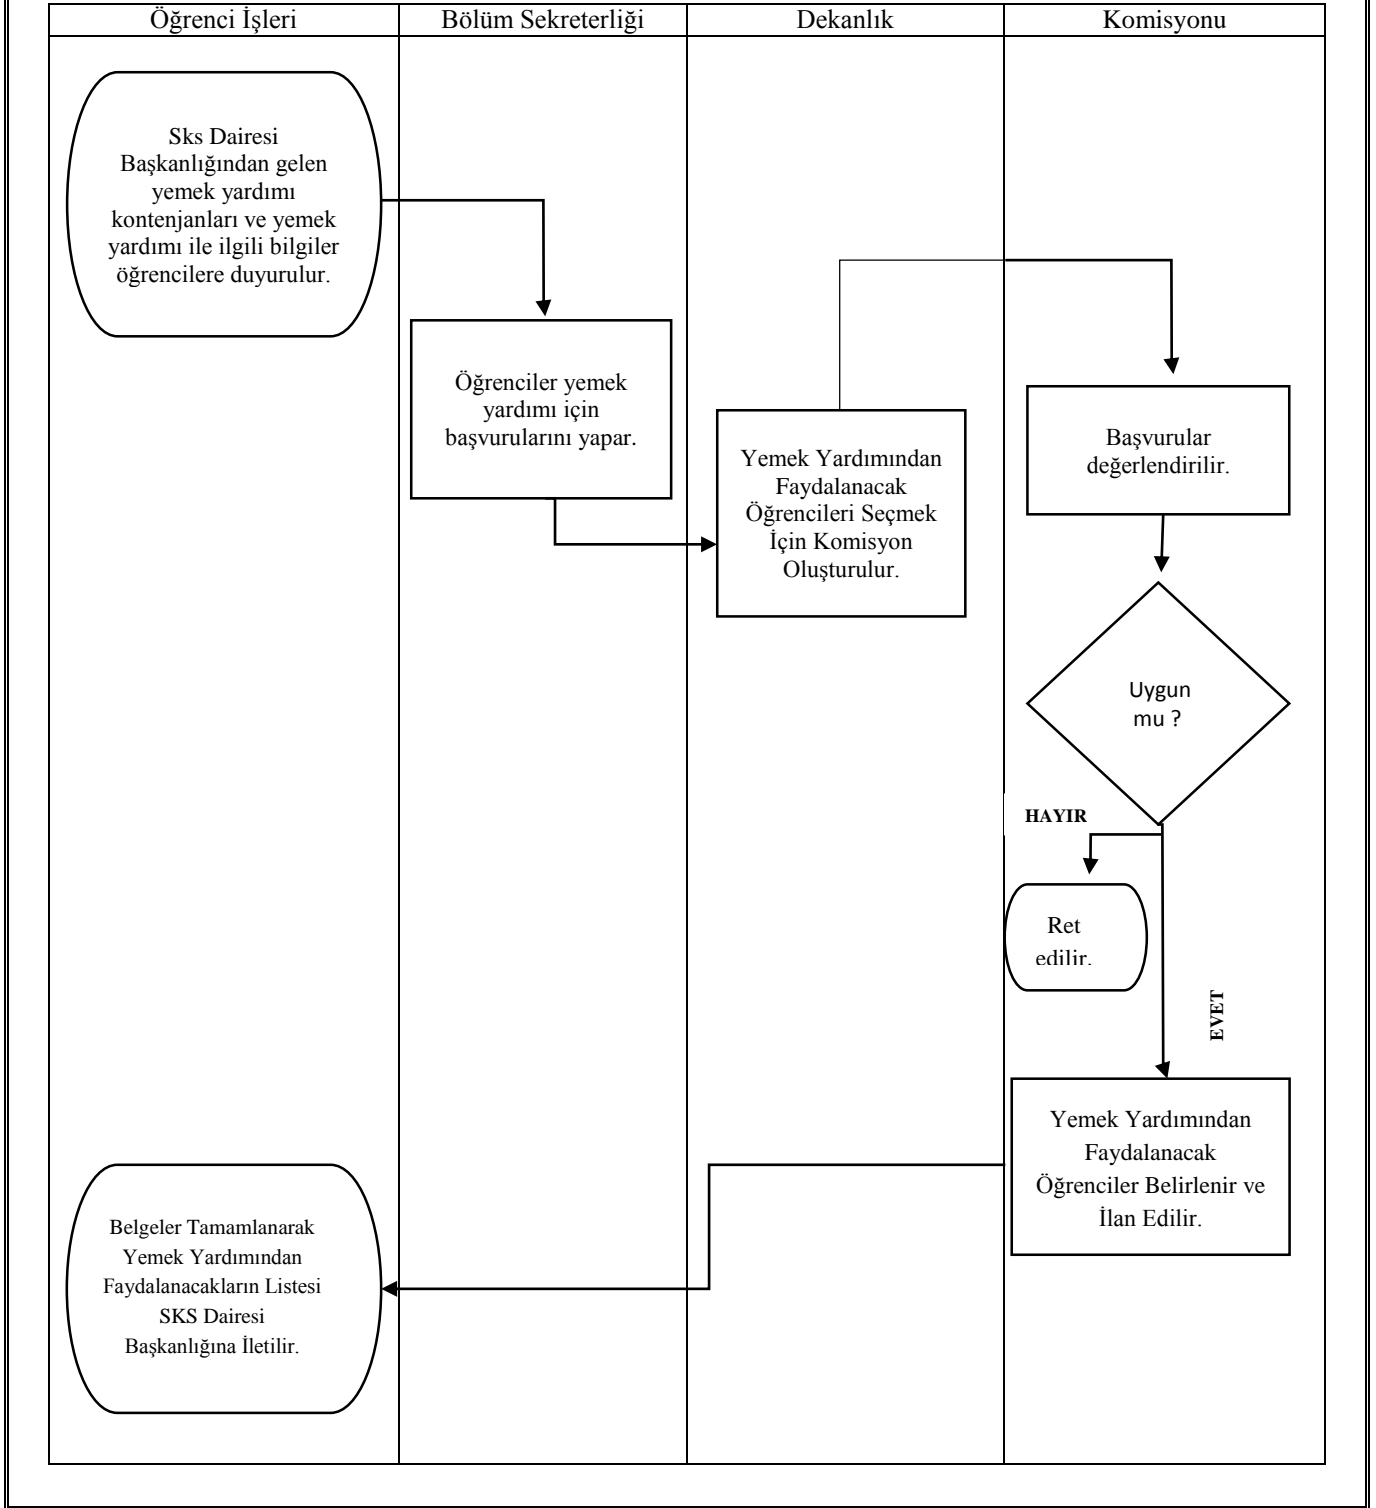 Öğrenci İşleri
Bölüm Sekreterliği
Dekanlık
Komisyonu
Sks Dairesi
Başkanlığından gelen
yemek yardımı
kontenjanları ve yemek
yardımı ile ilgili bilgiler
öğrencilere duyurulur.
Öğrenciler yemek
yardımı için
başvurularını yapar.
Yemek Yardımından
Faydalanacak
Öğrencileri Seçmek
İçin Komisyon
Oluşturulur.
Başvurular
değerlendirilir.
Uygun
mu ?
HAYIR
Ret
edilir.
EVET
Yemek Yardımından
Faydalanacak
Öğrenciler Belirlenir ve
İlan Edilir.
Belgeler Tamamlanarak
Yemek Yardımından
Faydalanacakların Listesi
SKS Dairesi
Başkanlığına İletilir.